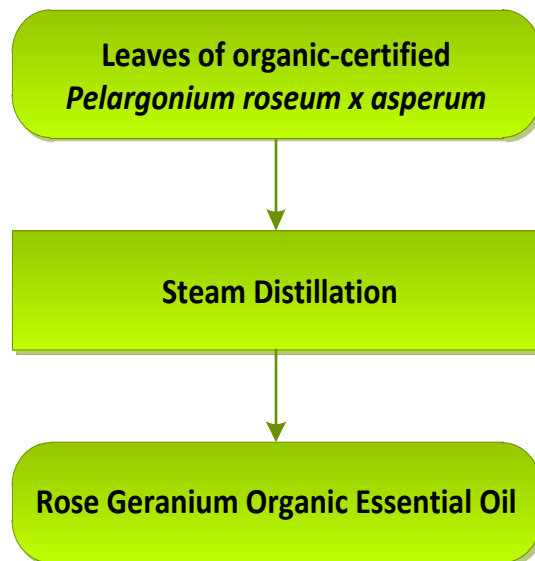 Leaves of organic-certified
Pelargonium roseum x asperum
Steam Distillation
Rose Geranium Organic Essential Oil